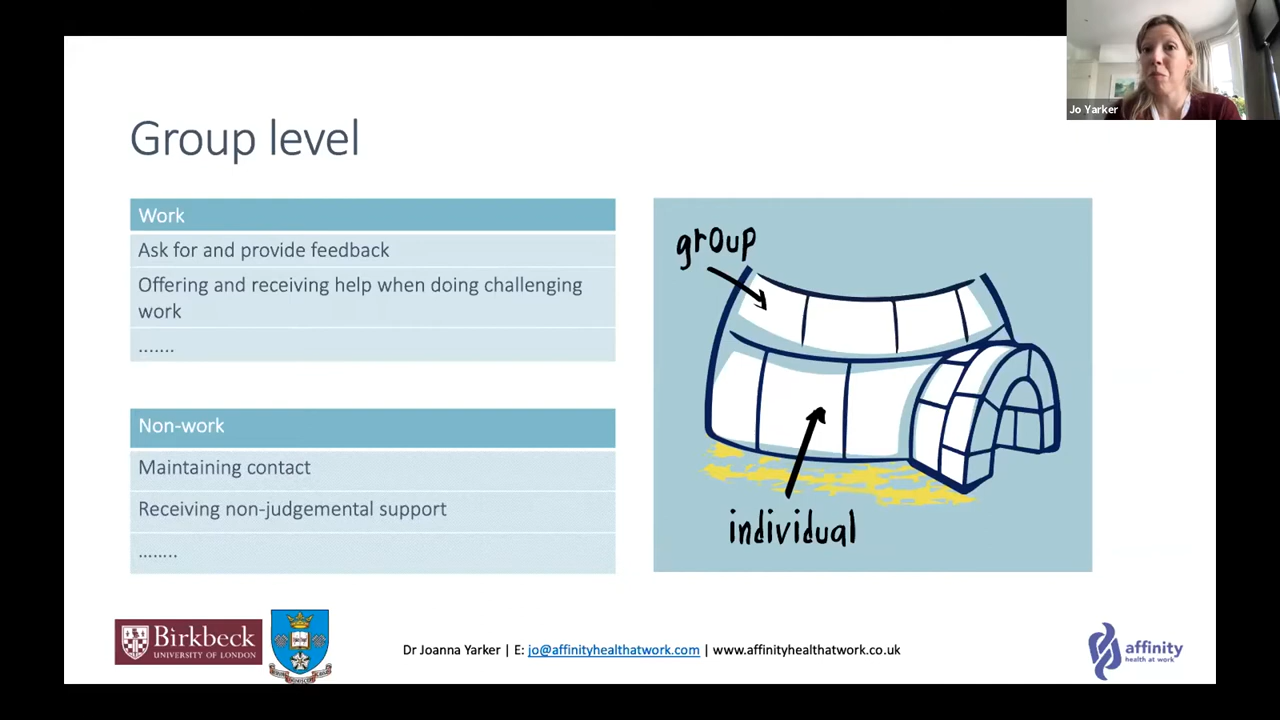 Jo Yarker
Group level
Work
Ask for and provide feedback
Offering and receiving help when doing challenging
work
.......
Non-work
Maintaining contact
Receiving non-judgemental support
........
group
individual
Birkbeck
UNIVERSITY OF LONDON
Dr Joanna Yarker | E: jo@affinityhealthatwork.com | www.affinityhealthatwork.co.uk
affinity
health at work